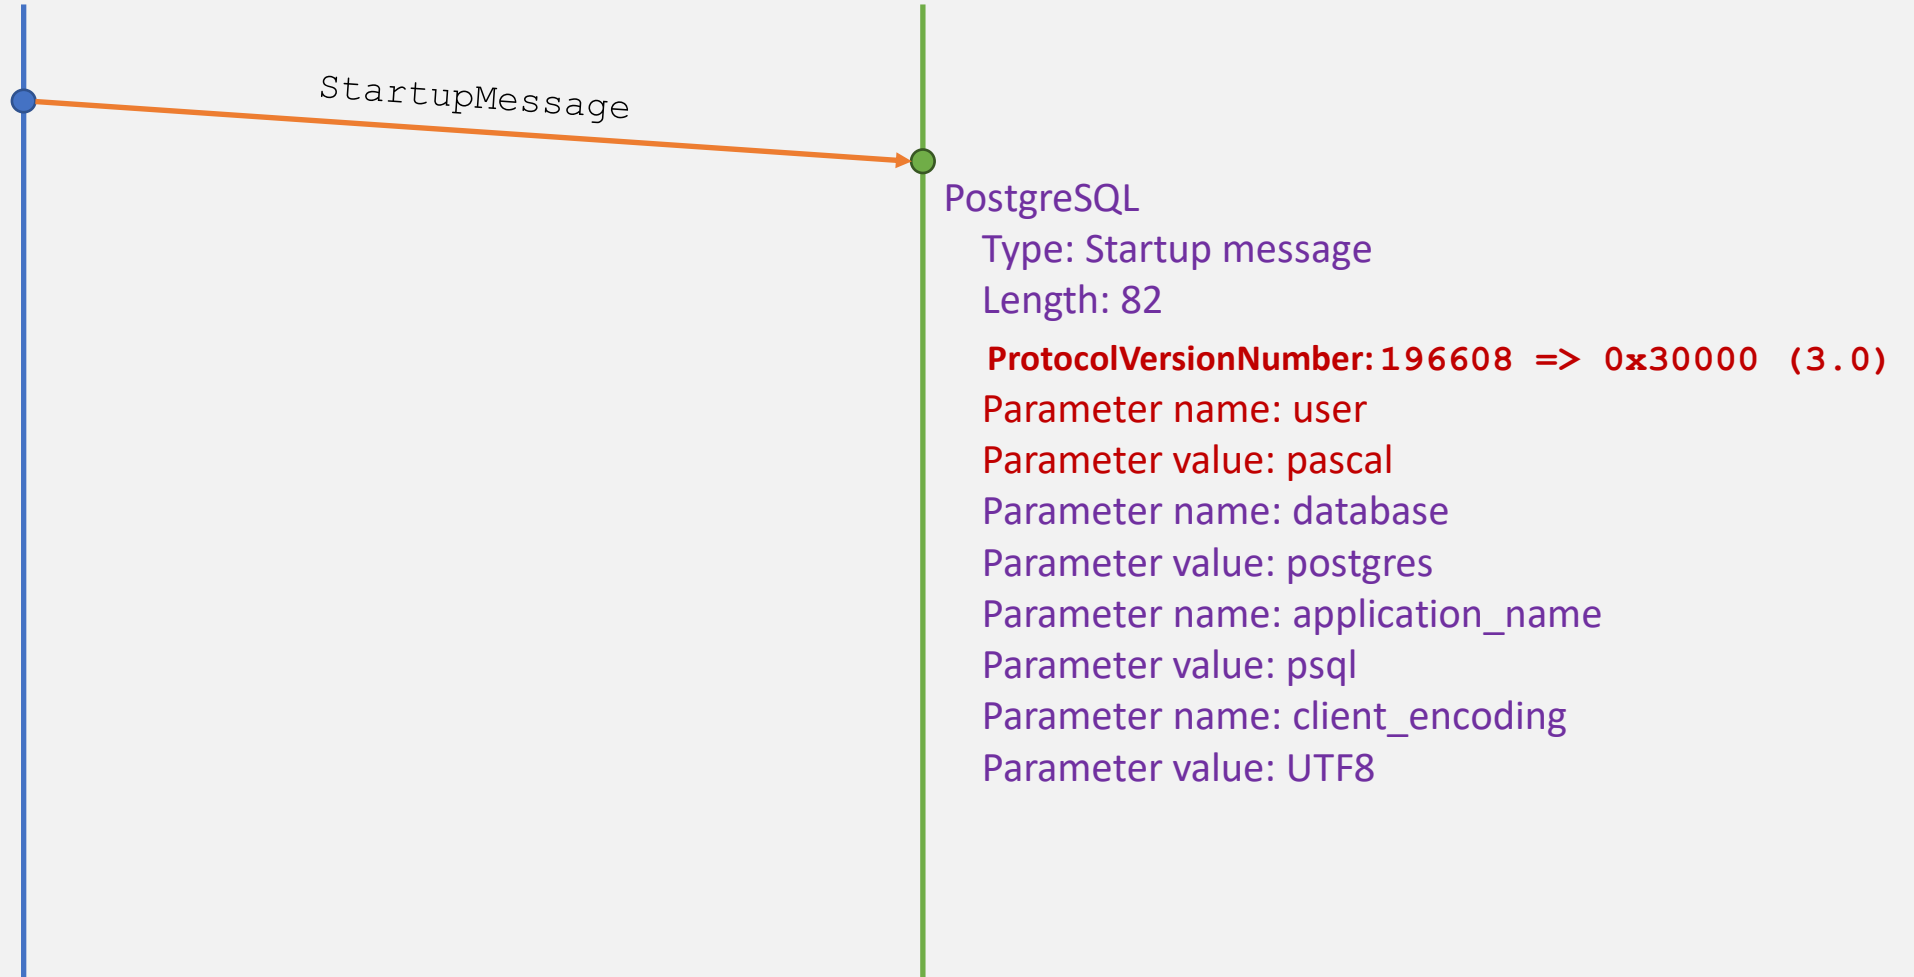 StartupMessage
PostgreSQL
Type: Startup message
Length: 82
ProtocolVersionNumber: 196608 => 0x30000 (3.0)
Parameter name: user
Parameter value: pascal
Parameter name: database
Parameter value: postgres
Parameter name: application_name
Parameter value: psql
Parameter name: client_encoding
Parameter value: UTF8